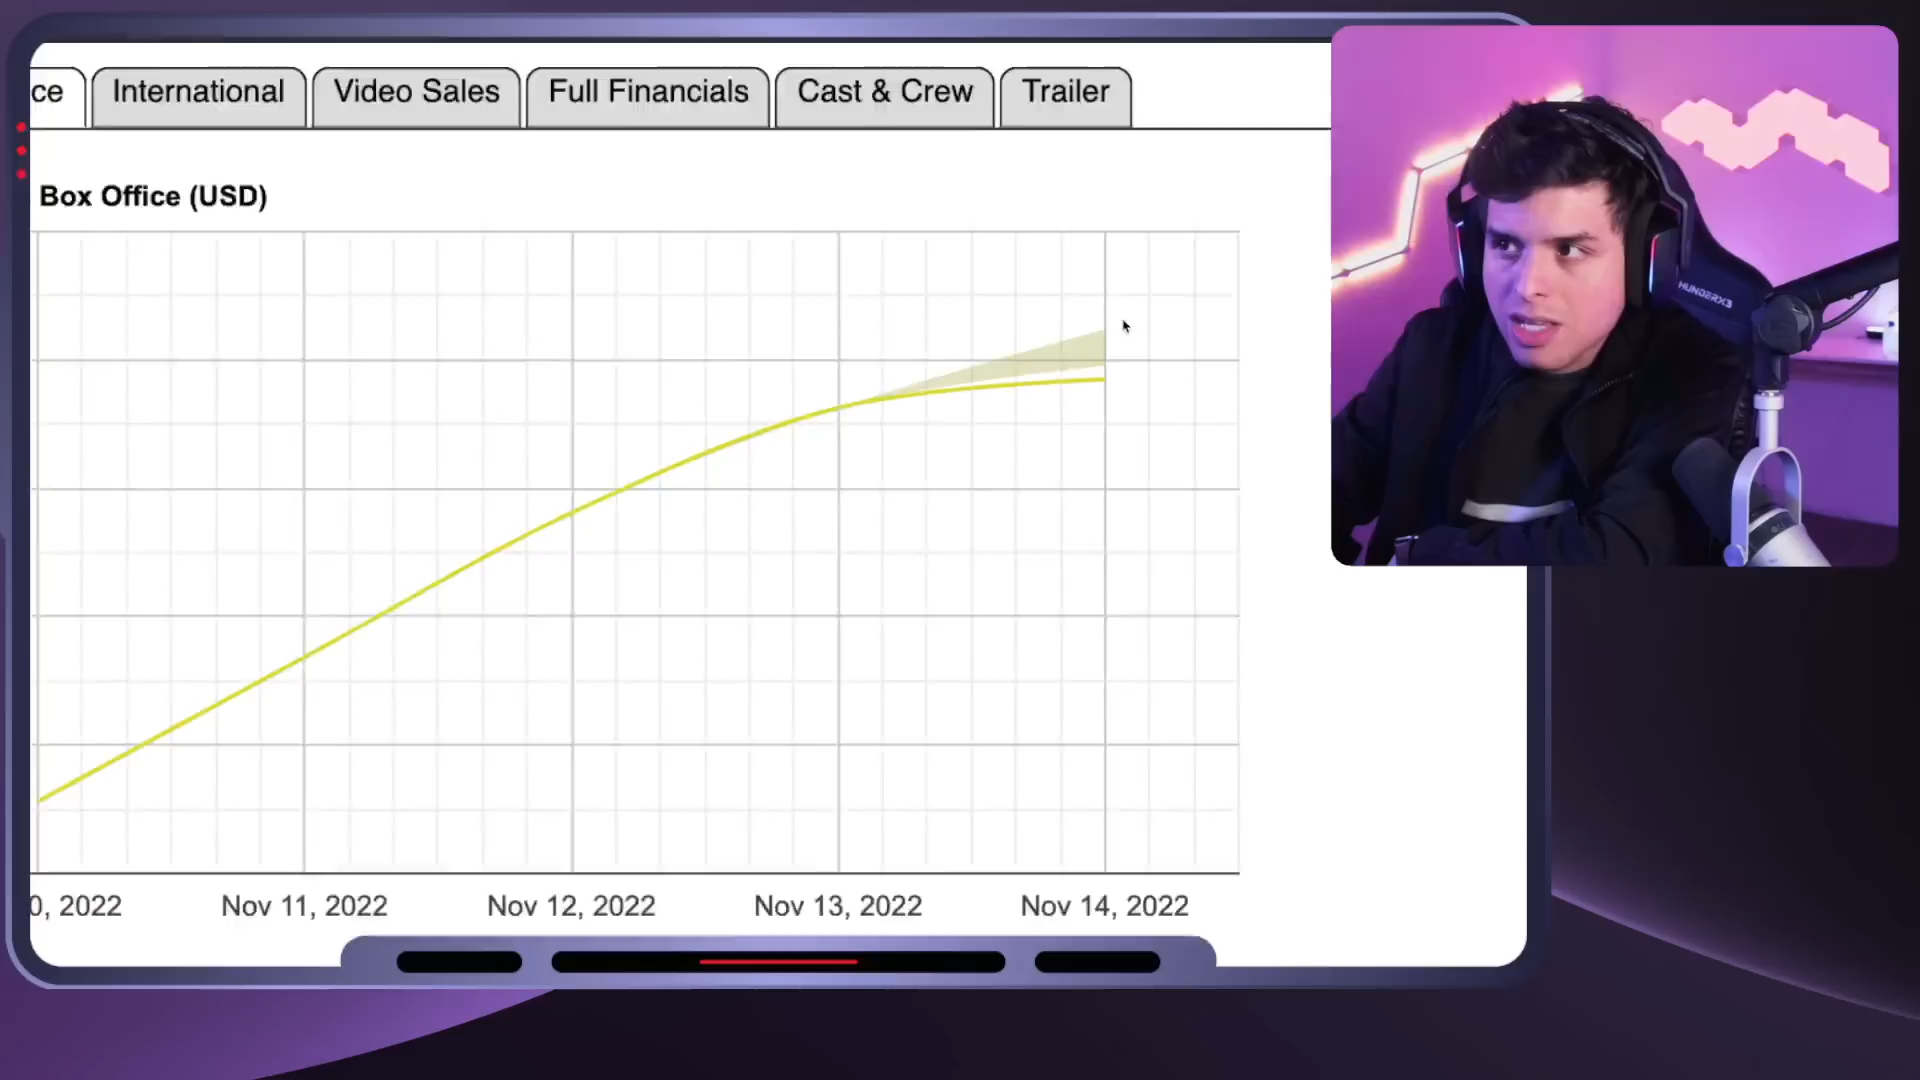 ce International Video Sales Full Financials Cast & Crew Trailer
Box Office (USD)
0, 2022 Nov 11, 2022 Nov 12, 2022 Nov 13, 2022 Nov 14, 2022
HUNDERX3